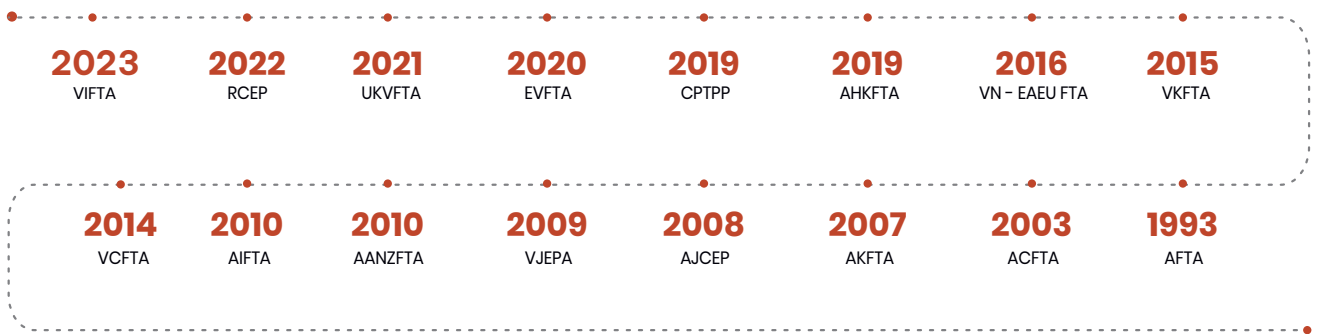 2023 2022 2021 2020 2019 2019 2016 2015
VIFTA RCEP UKVFTA EVFTA CPTPP AHKFTA VN - EAEU FTA VKFTA
2014 2010 2010 2009 2008 2007 2003 1993
VCFTA AIFTA AANZFTA VJEPA AJCEP AKFTA ACFTA AFTA